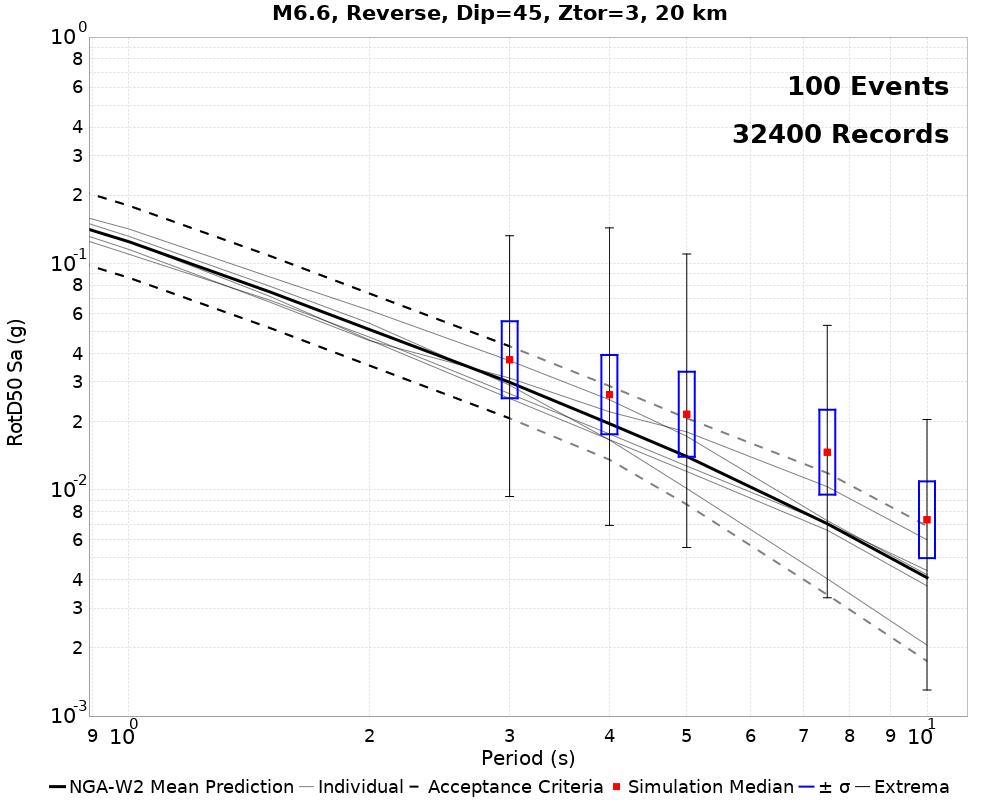 M6.6, Reverse, Dip=45, Ztor=3, 20 km
100 Events
32400 Records
RotD50 Sa (g)
10^0
8
6
4
3
2
10^-1
8
6
4
3
2
10^-2
8
6
4
3
2
10^-3
9 10^0 2 3 4 5 6 7 8 9 10^1
Period (s)
NGA-W2 Mean Prediction Individual Acceptance Criteria Simulation Median ± σ Extrema